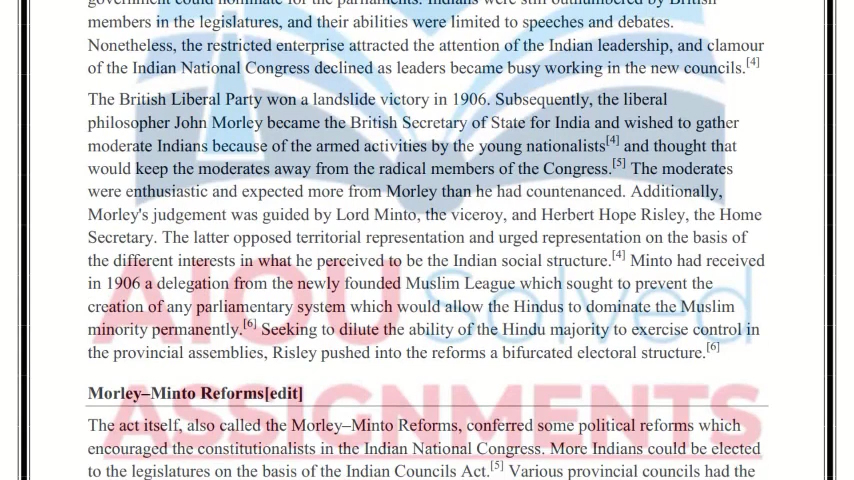 government could nominate for the parliaments. Indians were still outnumbered by British
members in the legislatures, and their abilities were limited to speeches and debates.
Nonetheless, the restricted enterprise attracted the attention of the Indian leadership, and clamour
of the Indian National Congress declined as leaders became busy working in the new councils.[4]
The British Liberal Party won a landslide victory in 1906. Subsequently, the liberal
philosopher John Morley became the British Secretary of State for India and wished to gather
moderate Indians because of the armed activities by the young nationalists[4] and thought that
would keep the moderates away from the radical members of the Congress.[5] The moderates
were enthusiastic and expected more from Morley than he had countenanced. Additionally,
Morley's judgement was guided by Lord Minto, the viceroy, and Herbert Hope Risley, the Home
Secretary. The latter opposed territorial representation and urged representation on the basis of
the different interests in what he perceived to be the Indian social structure.[4] Minto had received
in 1906 a delegation from the newly founded Muslim League which sought to prevent the
creation of any parliamentary system which would allow the Hindus to dominate the Muslim
minority permanently.[6] Seeking to dilute the ability of the Hindu majority to exercise control in
the provincial assemblies, Risley pushed into the reforms a bifurcated electoral structure.[6]
AIOU Solved
Morley–Minto Reforms[edit]
ASSIGNMENTS
The act itself, also called the Morley–Minto Reforms, conferred some political reforms which
encouraged the constitutionalists in the Indian National Congress. More Indians could be elected
to the legislatures on the basis of the Indian Councils Act.[5] Various provincial councils had the